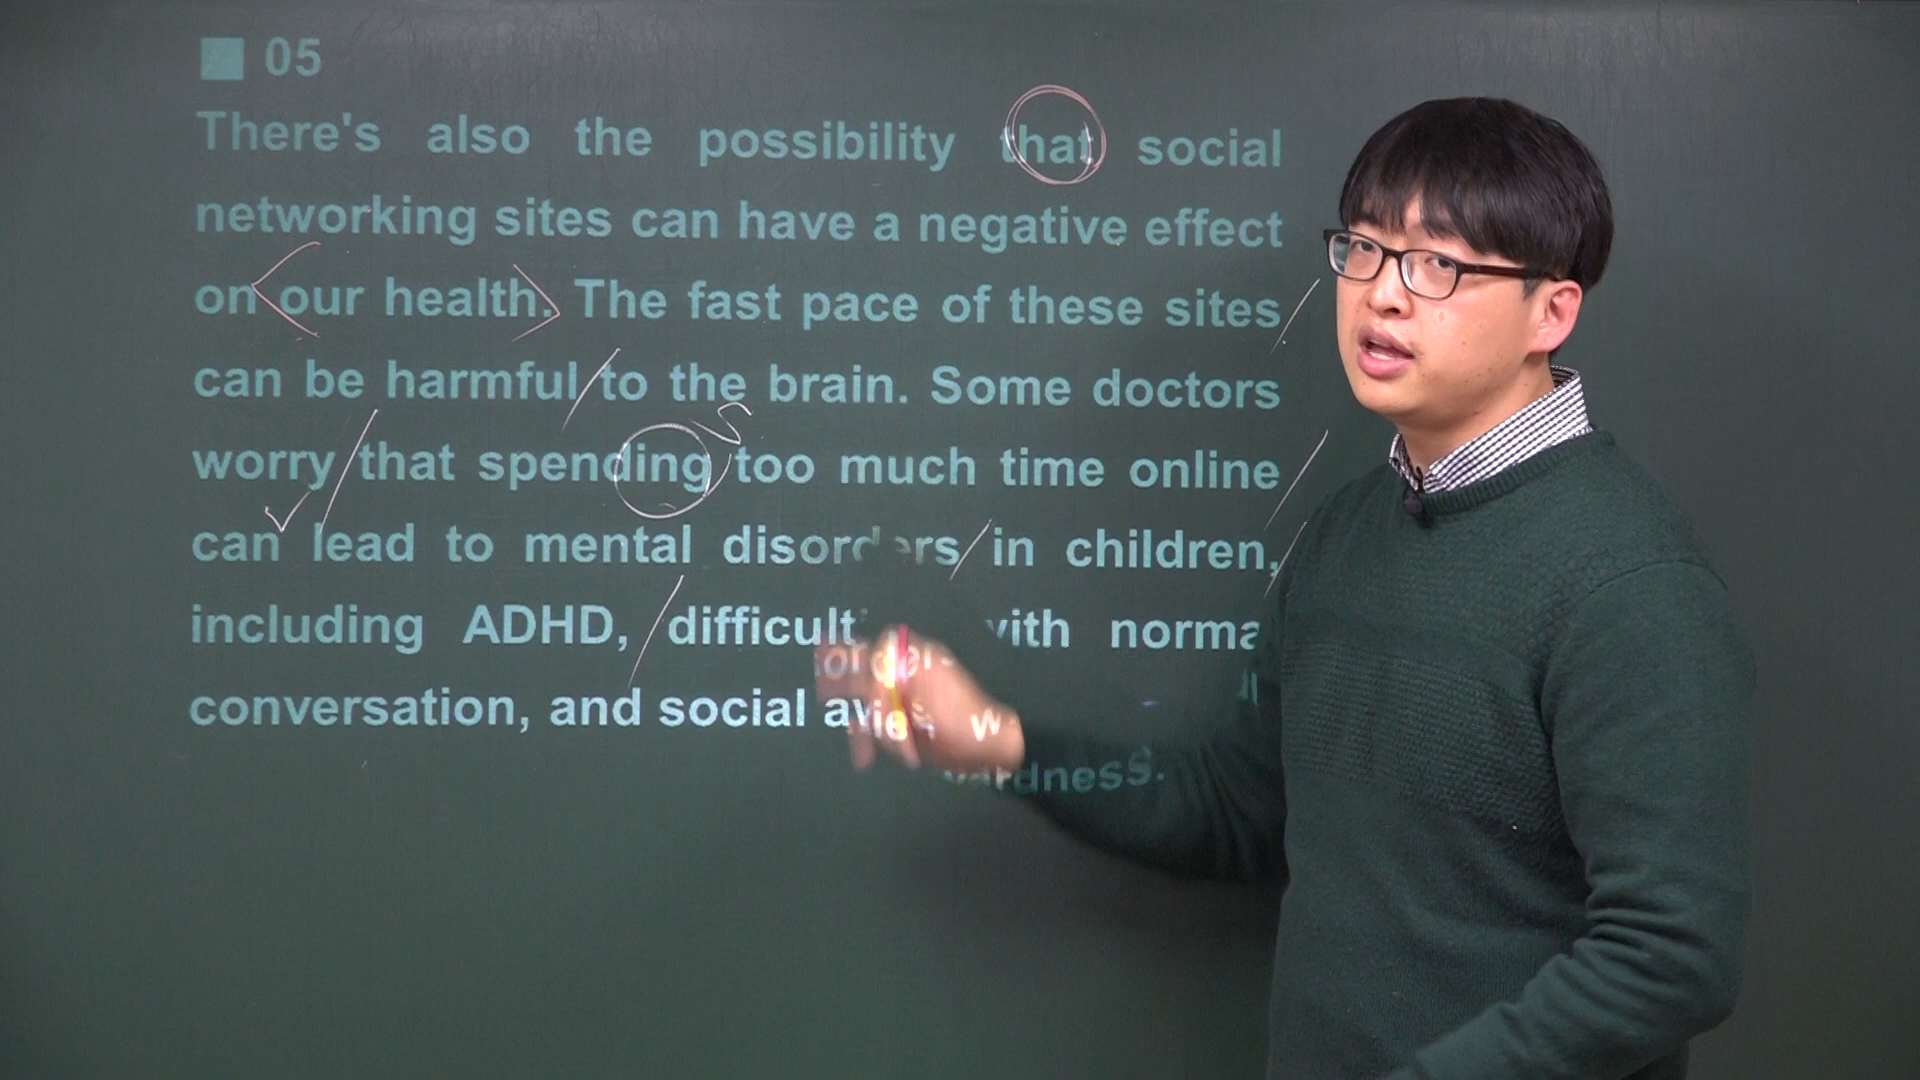 ■ 05
There's also the possibility that social
networking sites can have a negative effect
on our health. The fast pace of these sites
can be harmful to the brain. Some doctors
worry that spending too much time online
S
can lead to mental disorders in children,
including ADHD, with
conversation, and social